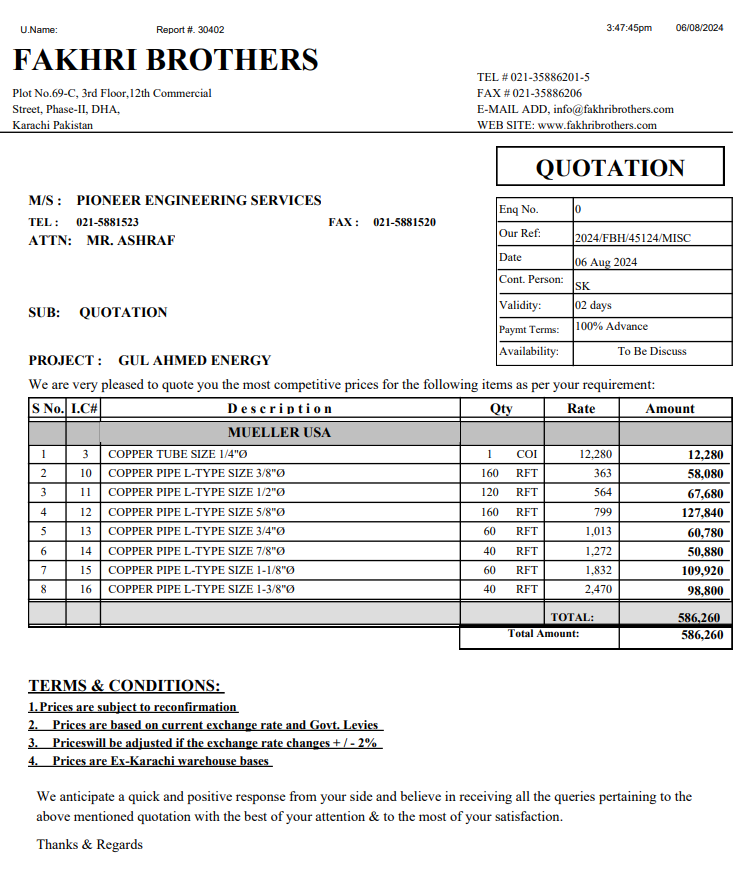 U.Name: Report #. 30402 3:47:45pm 06/08/2024
FAKHRI BROTHERS
Plot No.69-C, 3rd Floor,12th Commercial
Street, Phase-II, DHA,
Karachi Pakistan
TEL # 021-35886201-5
FAX # 021-35886206
E-MAIL ADD, info@fakhribrothers.com
WEB SITE: www.fakhribrothers.com
QUOTATION
M/S : PIONEER ENGINEERING SERVICES
TEL : 021-5881523 FAX : 021-5881520
ATTN: MR. ASHRAF
Enq No. 0
Our Ref: 2024/FBH/45124/MISC
Date 06 Aug 2024
Cont. Person: SK
Validity: 02 days
Paymt Terms: 100% Advance
Availability: To Be Discuss
SUB: QUOTATION
PROJECT : GUL AHMED ENERGY
We are very pleased to quote you the most competitive prices for the following items as per your requirement:
S No. I.C# Description Qty Rate Amount
MUELLER USA
1 3 COPPER TUBE SIZE 1/4"Ø 1 COI 12,280 12,280
2 10 COPPER PIPE L-TYPE SIZE 3/8"Ø 160 RFT 363 58,080
3 11 COPPER PIPE L-TYPE SIZE 1/2"Ø 120 RFT 564 67,680
4 12 COPPER PIPE L-TYPE SIZE 5/8"Ø 160 RFT 799 127,840
5 13 COPPER PIPE L-TYPE SIZE 3/4"Ø 60 RFT 1,013 60,780
6 14 COPPER PIPE L-TYPE SIZE 7/8"Ø 40 RFT 1,272 50,880
7 15 COPPER PIPE L-TYPE SIZE 1-1/8"Ø 60 RFT 1,832 109,920
8 16 COPPER PIPE L-TYPE SIZE 1-3/8"Ø 40 RFT 2,470 98,800
TOTAL: 586,260
Total Amount: 586,260
TERMS & CONDITIONS:
1. Prices are subject to reconfirmation
2. Prices are based on current exchange rate and Govt. Levies
3. Priceswill be adjusted if the exchange rate changes + / - 2%
4. Prices are Ex-Karachi warehouse bases
We anticipate a quick and positive response from your side and believe in receiving all the queries pertaining to the
above mentioned quotation with the best of your attention & to the most of your satisfaction.
Thanks & Regards